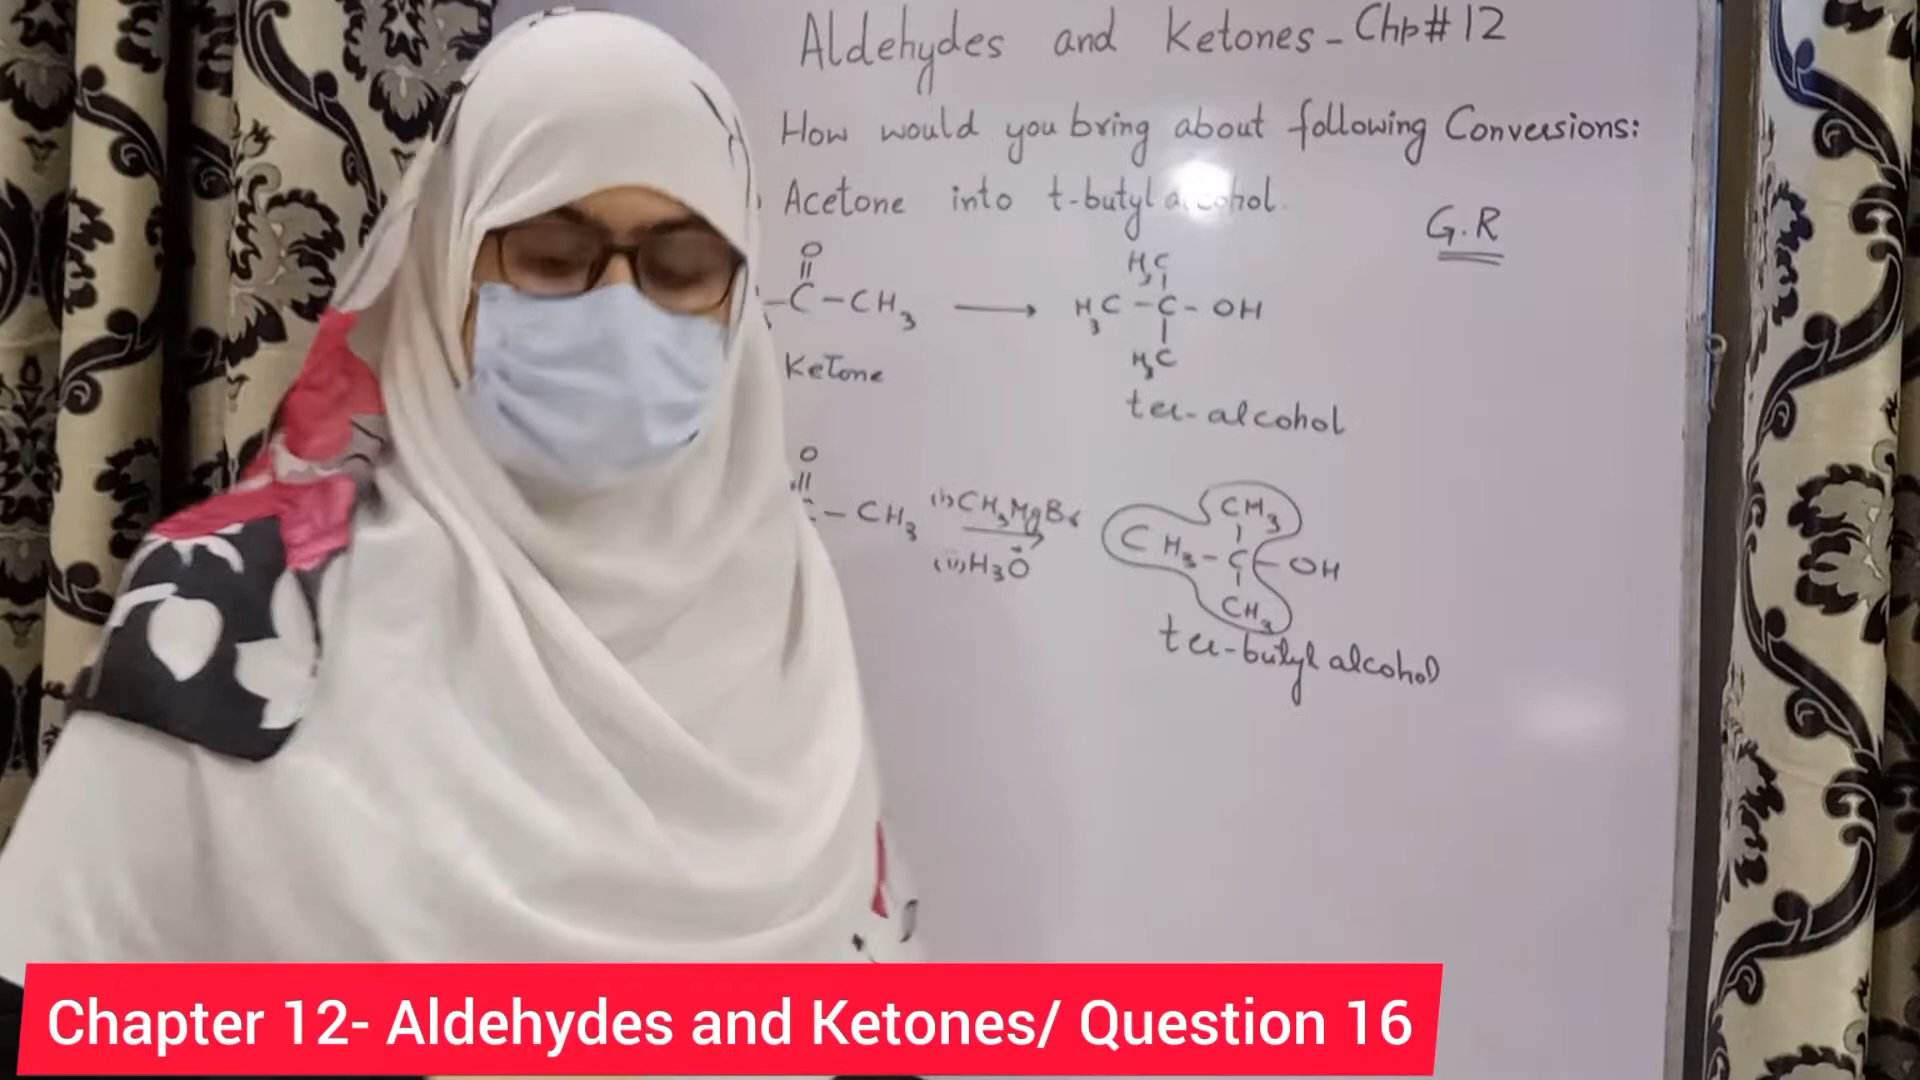 Aldehydes and Ketones - Chp# 12
How would you bring about following Conversions:
Acetone into t-butyl alcohol.
G.R
O
||
-C-CH3 → H3C-C-OH
H3C
H3C
Ketone
ter-alcohol
O
||
C-CH3 (i) CH3MgBr (ii) H3O+ CH3-C-OH
CH3
CH3
ter-butyl alcohol
Chapter 12- Aldehydes and Ketones/ Question 16